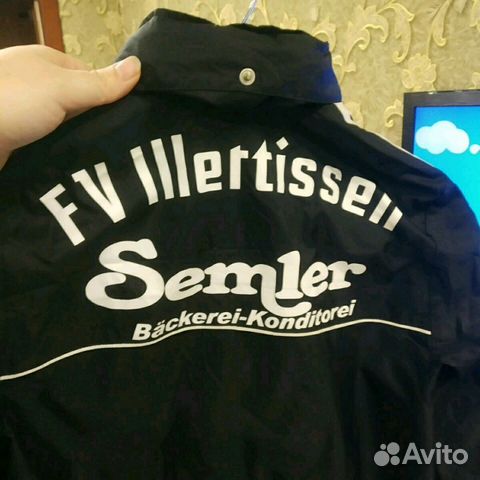 FV Illertissen
Semler
Bäckerei-Konditorei
Avito